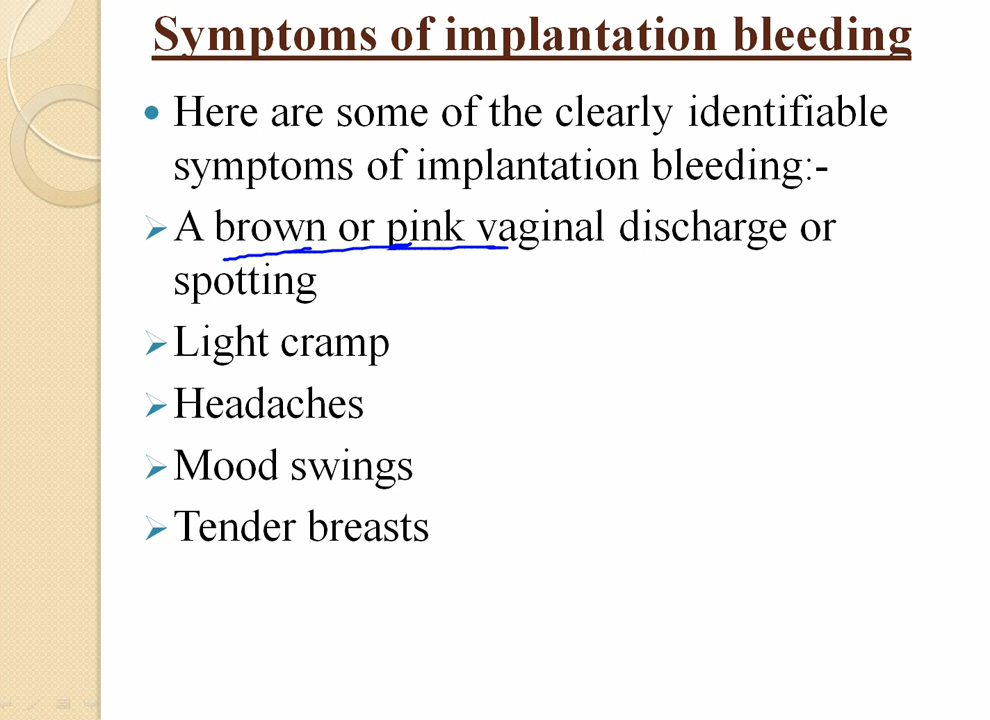 Symptoms of implantation bleeding
Here are some of the clearly identifiable
symptoms of implantation bleeding:-
A brown or pink vaginal discharge or
spotting
Light cramp
Headaches
Mood swings
Tender breasts